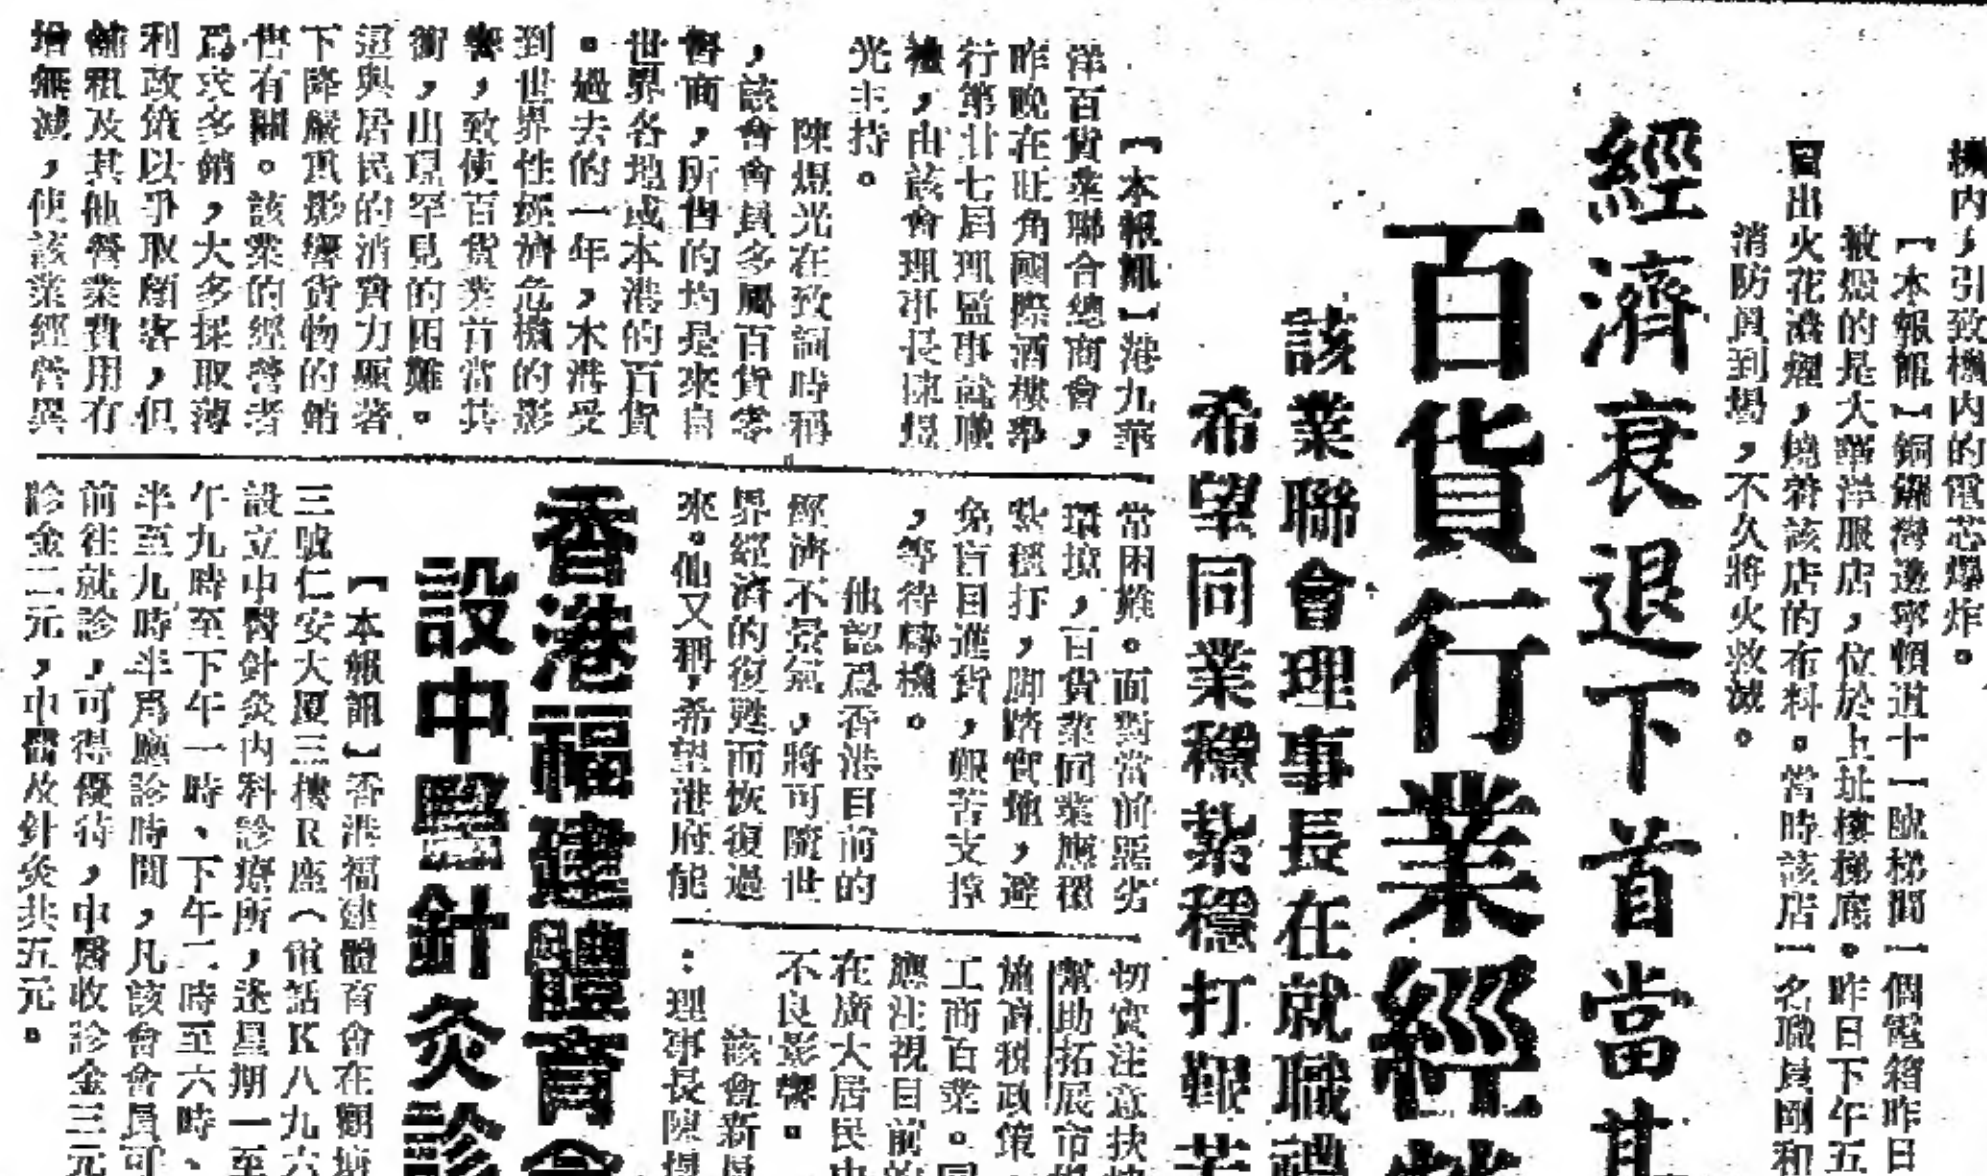 機內，引致機內的電芯爆炸。
【本報訊】銅鑼灣邊寧頓道十一號梯間一個電箱昨日
被燬的是大華洋服店，位於上址樓梯底。昨日下午五
冒出火花濃煙，燒着該店的布料。當時該店一名職員剛和
消防員到場，不久將火救滅。
經濟衰退下首當其
百貨行業經營
該業聯會理事長在就職禮
希望同業穩紮穩打艱苦
【本報訊】港九華
洋百貨業聯合總商會，
昨晚在旺角國際酒樓舉
行第廿七屆理監事就職
禮，由該會理事長陳煜
光主持。
陳煜光在致詞時稱
，該會會員多屬百貨零
售商，所售的均是來自
世界各地或本港的百貨
。過去的一年，本港受
到世界性經濟危機的影
響，致使百貨業首當其
衝，出現罕見的困難。
這與居民的消費力顯著
下降嚴重影響貨物的銷
售有關。該業的經營者
爲求多銷，大多採取薄
利政策以爭取顧客，但
舖租及其他營業費用有
增無減，使該業經營異
常困難。面對當前惡劣
環境，百貨業同業應穩
紮穩打，脚踏實地，避
免盲目進貨，艱苦支撑
，等待轉機。
他認爲香港目前的
經濟不景氣，將可隨世
界經濟的復甦而恢復過
來。他又稱，希望港府能
切實注意扶
幫助拓展市場
施 稅政策
工商百業。同
應注視目前的
在廣大居民中
不良影響。
該會新屆
：理事長陳煜
香港福建體育會
設中醫針灸診
【本報訊】香港福建體育會在觀塘
三號仁安大厦三樓R座（電話K八九六
設立中醫針灸內科診療所，逢星期一至
午九時至下午一時、下午二時至六時、
半至九時半爲應診時間，凡該會會員可
前往就診，可得優待，中醫收診金三元
診金二元，中醫及針灸共五元。